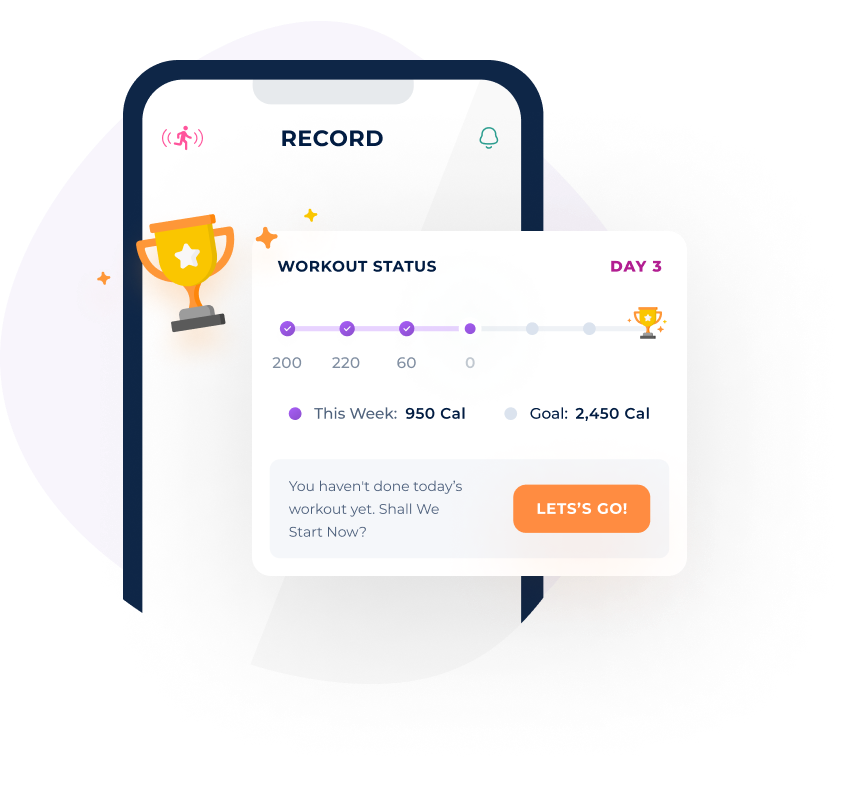 RECORD
WORKOUT STATUS
DAY 3
200 220 60 0
This Week: 950 Cal
Goal: 2,450 Cal
You haven't done today’s
workout yet. Shall We
Start Now?
LETS’S GO!